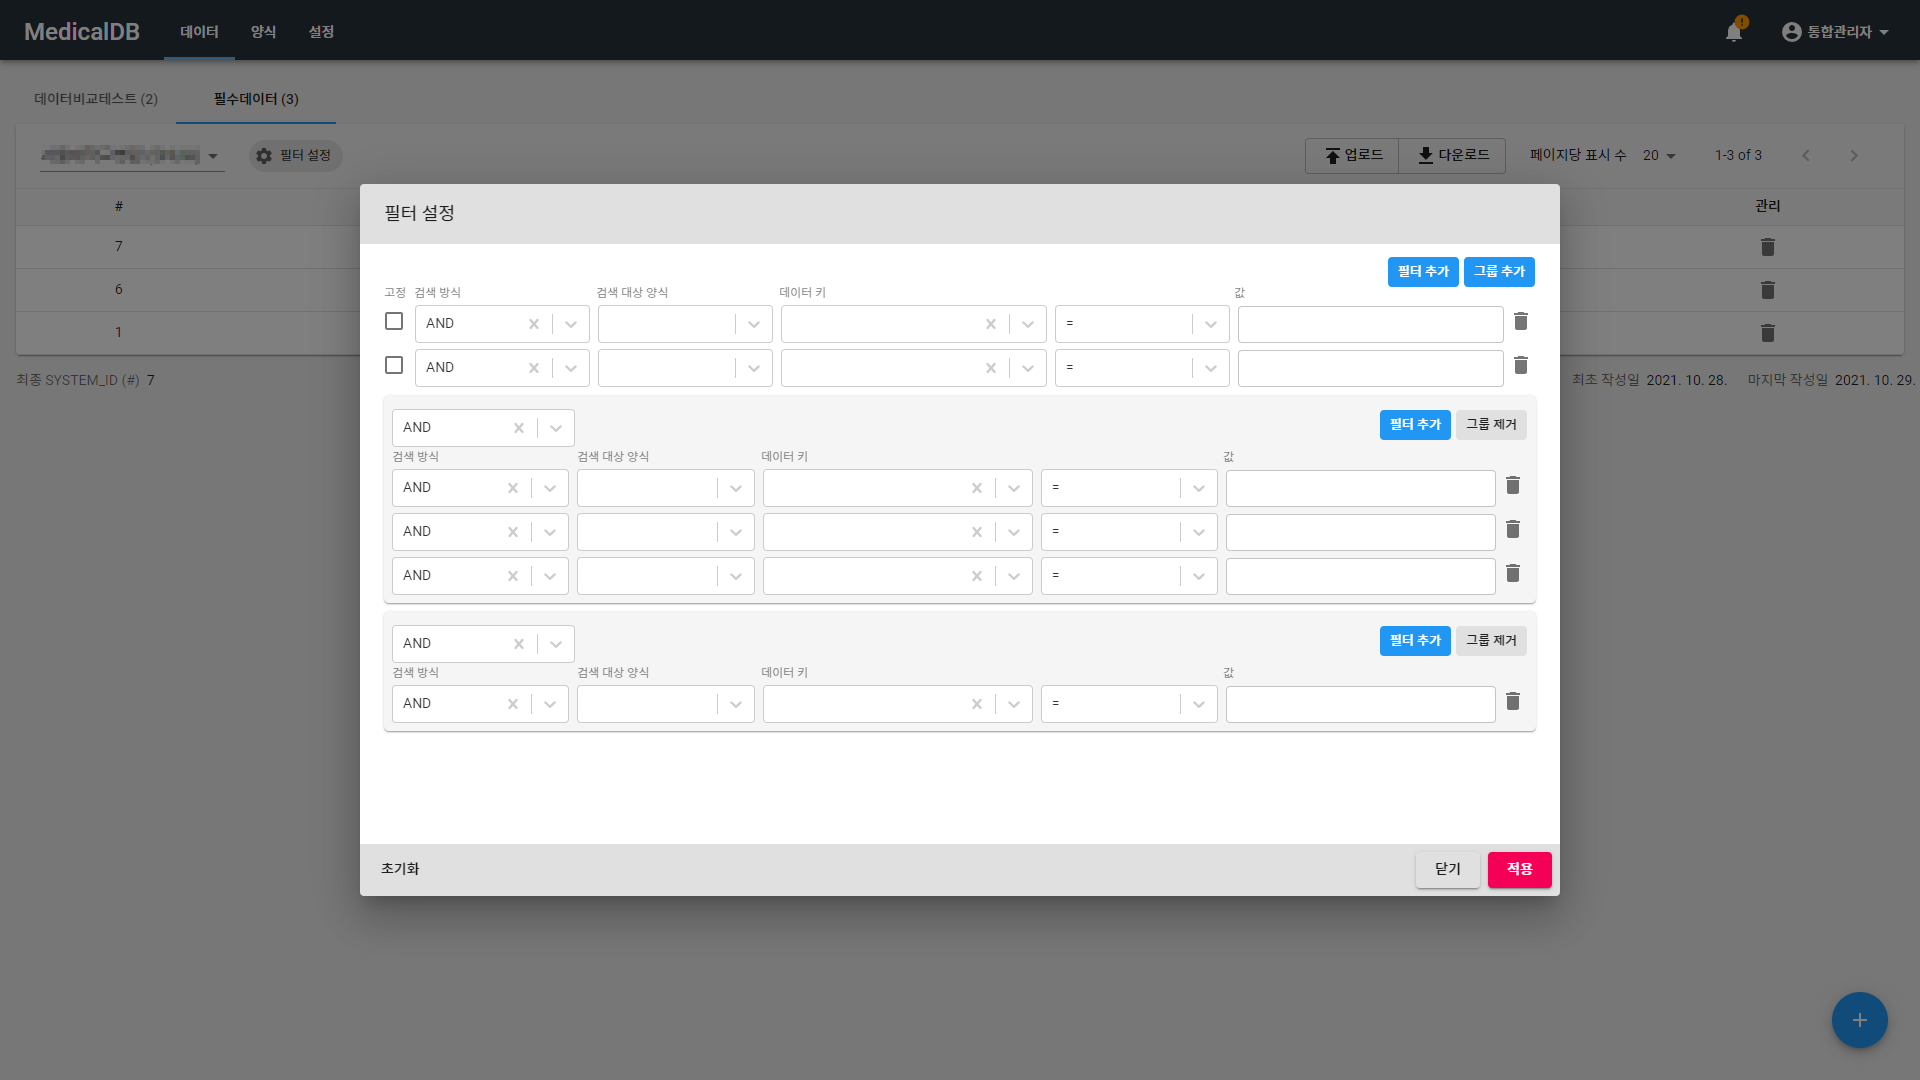 MedicalDB 데이터 양식 설정 통합관리자
데이터비교테스트 (2) 필수데이터 (3)
필터 설정 업로드 다운로드 페이지당 표시 수 20 1-3 of 3
# 관리
7
6
1
최종 SYSTEM_ID (#) 7 최초 작성일 2021. 10. 28. 마지막 작성일 2021. 10. 29.
필터 설정
필터 추가 그룹 추가
고정 검색 방식 검색 대상 양식 데이터 키 값
AND =
AND =
AND 필터 추가 그룹 제거
검색 방식 검색 대상 양식 데이터 키 값
AND =
AND =
AND =
AND 필터 추가 그룹 제거
검색 방식 검색 대상 양식 데이터 키 값
AND =
초기화 닫기 적용